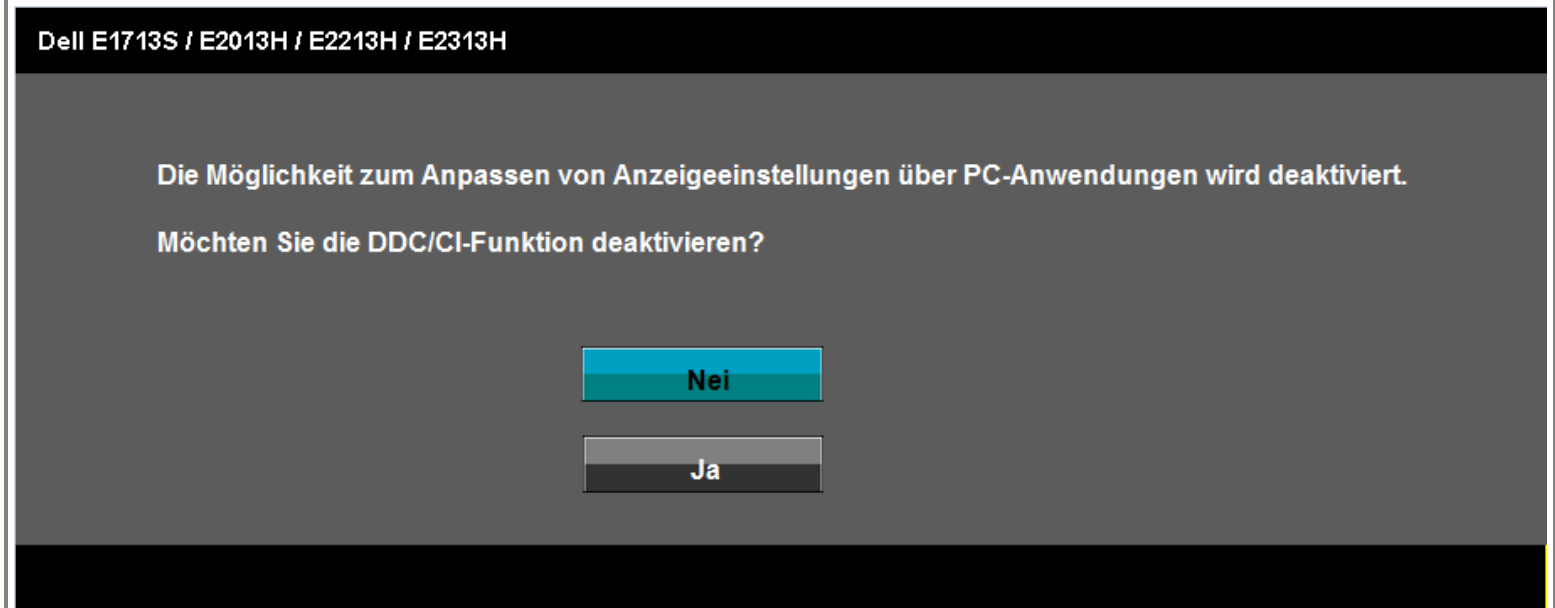 Dell E1713S / E2013H / E2213H / E2313H
Die Möglichkeit zum Anpassen von Anzeigeeinstellungen über PC-Anwendungen wird deaktiviert.
Möchten Sie die DDC/CI-Funktion deaktivieren?
Nei
Ja